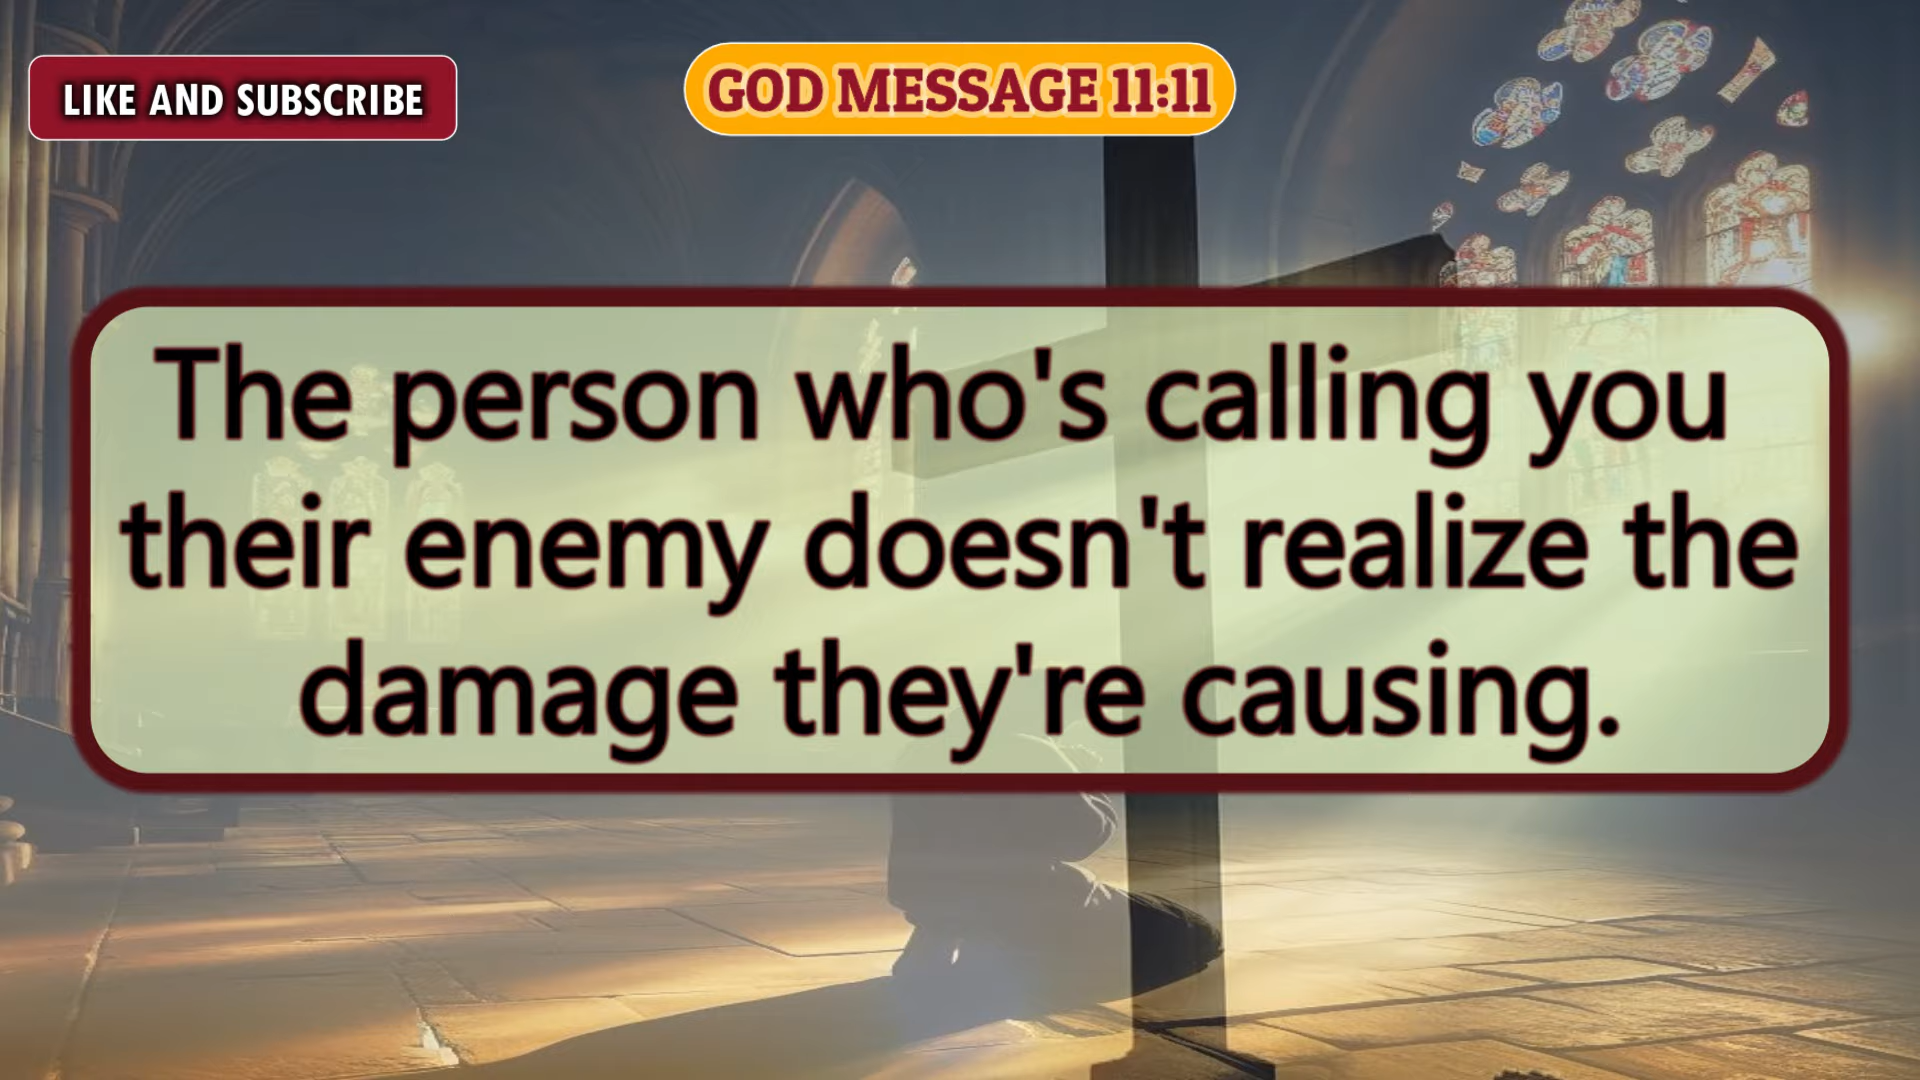 LIKE AND SUBSCRIBE
GOD MESSAGE 11:11
The person who's calling you
their enemy doesn't realize the
damage they're causing.